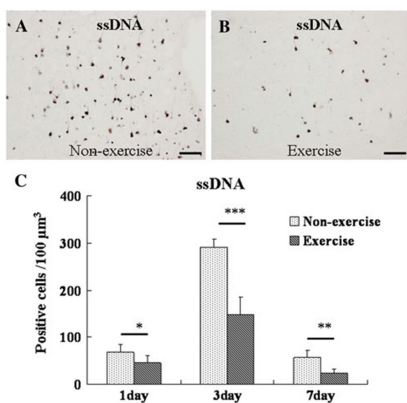 A
ssDNA
Non-exercise
B
ssDNA
Exercise
C
ssDNA
Positive cells /100 μm³
400
300
200
100
0
*
***
**
Non-exercise
Exercise
1day
3day
7day